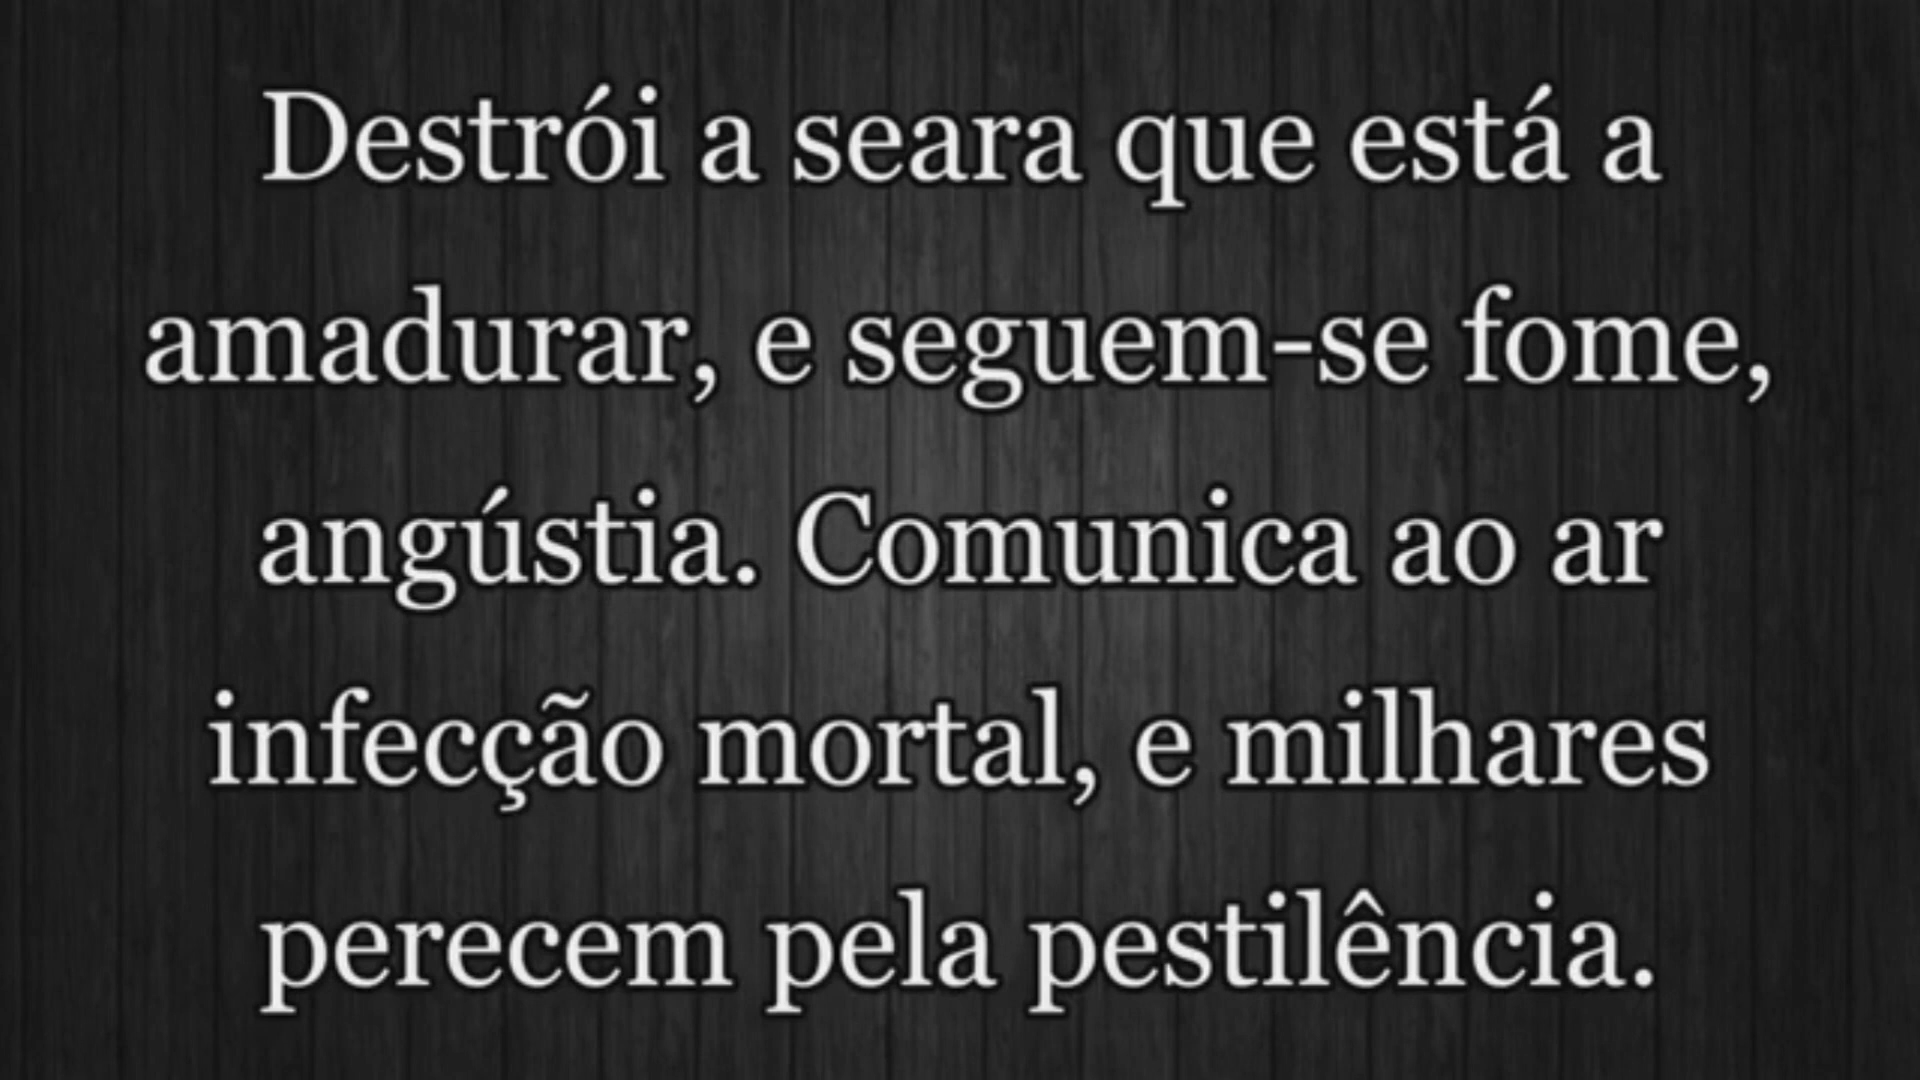 Destrói a seara que está a
amadurar, e seguem-se fome,
angústia. Comunica ao ar
infecção mortal, e milhares
perecem pela pestilência.